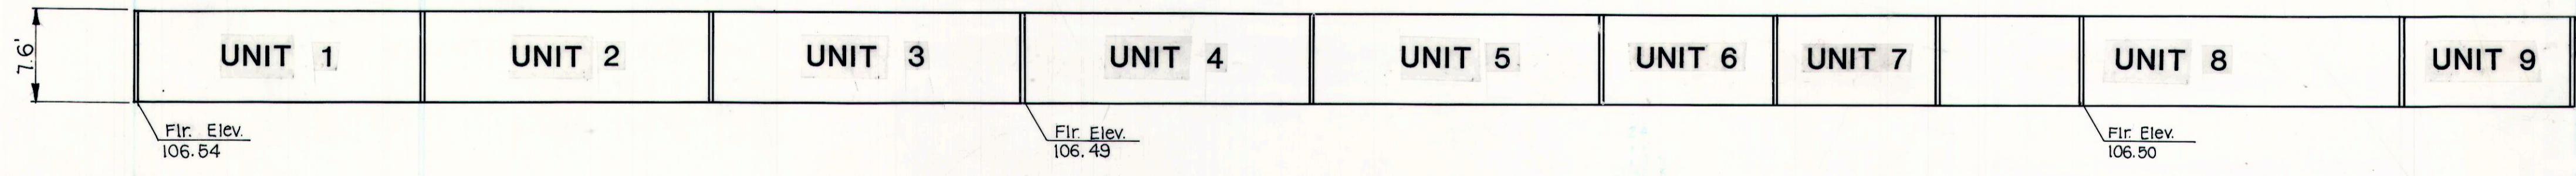 7.6'
UNIT 1
UNIT 2
UNIT 3
UNIT 4
UNIT 5
UNIT 6
UNIT 7
UNIT 8
UNIT 9
Flr. Elev.
106.54
Flr. Elev.
106.49
Flr. Elev.
106.50